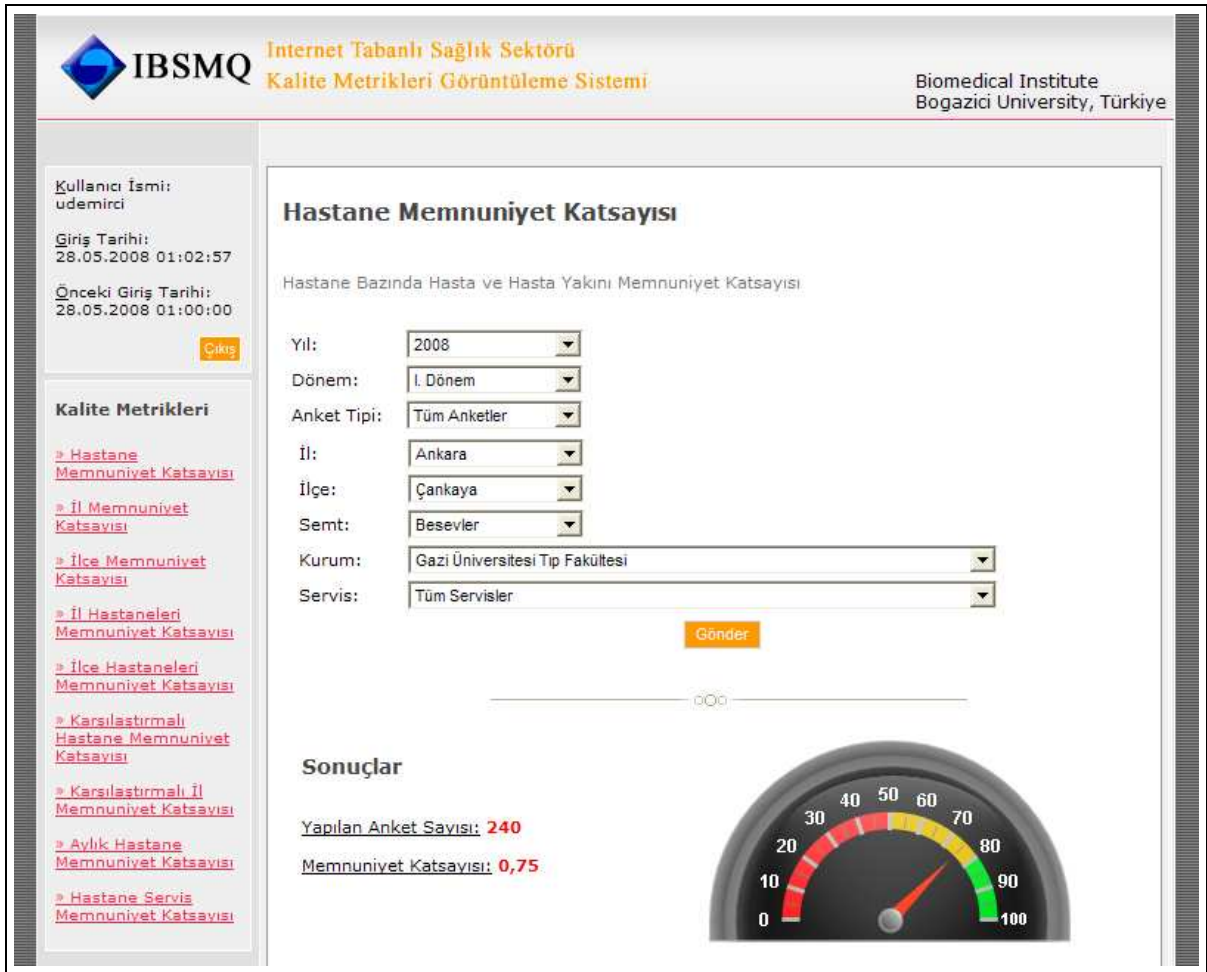 IBSMQ
Internet Tabanlı Sağlık Sektörü
Kalite Metrikleri Görüntüleme Sistemi
Biomedical Institute
Bogazici University, Türkiye
Kullanıcı İsmi:
udemirci
Giriş Tarihi:
28.05.2008 01:02:57
Önceki Giriş Tarihi:
28.05.2008 01:00:00
Çıkış
Kalite Metrikleri
» Hastane
Memnuniyet Katsayısı
» İl Memnuniyet
Katsayısı
» İlçe Memnuniyet
Katsayısı
» İl Hastaneleri
Memnuniyet Katsayısı
» İlçe Hastaneleri
Memnuniyet Katsayısı
» Karşılaştırmalı
Hastane Memnuniyet
Katsayısı
» Karşılaştırmalı İl
Memnuniyet Katsayısı
» Aylık Hastane
Memnuniyet Katsayısı
» Hastane Servis
Memnuniyet Katsayısı
Hastane Memnuniyet Katsayısı
Hastane Bazında Hasta ve Hasta Yakını Memnuniyet Katsayısı
Yıl: 2008
Dönem: I. Dönem
Anket Tipi: Tüm Anketler
İl: Ankara
İlçe: Çankaya
Semt: Besevler
Kurum: Gazi Üniversitesi Tıp Fakültesi
Servis: Tüm Servisler
Gönder
Sonuçlar
Yapılan Anket Sayısı: 240
Memnuniyet Katsayısı: 0,75
0
10
20
30
40
50
60
70
80
90
100